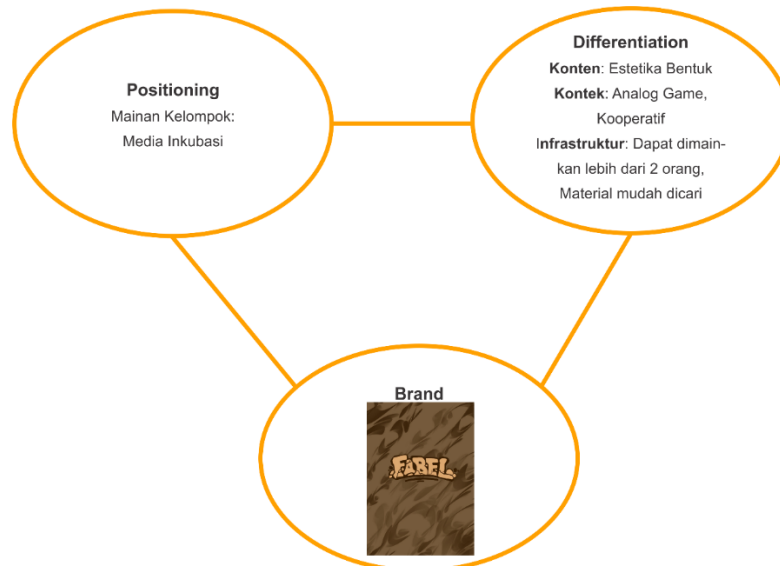 Positioning
Mainan Kelompok:
Media Inkubasi
Differentiation
Konten: Estetika Bentuk
Kontek: Analog Game,
Kooperatif
Infrastruktur: Dapat dimain-
kan lebih dari 2 orang,
Material mudah dicari
Brand
FABEL